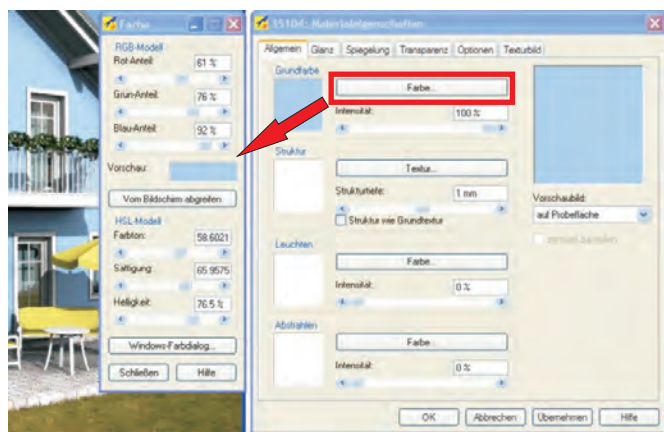 Farbe
RGB-Modell
Rot-Anteil:
61 %
Grün-Anteil:
76 %
Blau-Anteil:
92 %
Vorschau:
Vom Bildschirm abgreifen
HSL-Modell
Farbton:
58.6021
Sättigung:
65.9575
Helligkeit:
76.5 %
Windows-Farbdialog...
Schließen
Hilfe
35104: Materialeigenschaften
Allgemein
Glanz
Spiegelung
Transparenz
Optionen
Texturbild
Grundfarbe
Farbe...
Intensität:
100 %
Struktur
Textur...
Strukturtiefe:
1 mm
Struktur wie Grundtextur
Leuchten
Farbe...
Intensität:
0 %
Abstrahlen
Farbe...
Intensität:
0 %
Vorschaubild:
auf Probefläche
OK
Abbrechen
Übernehmen
Hilfe